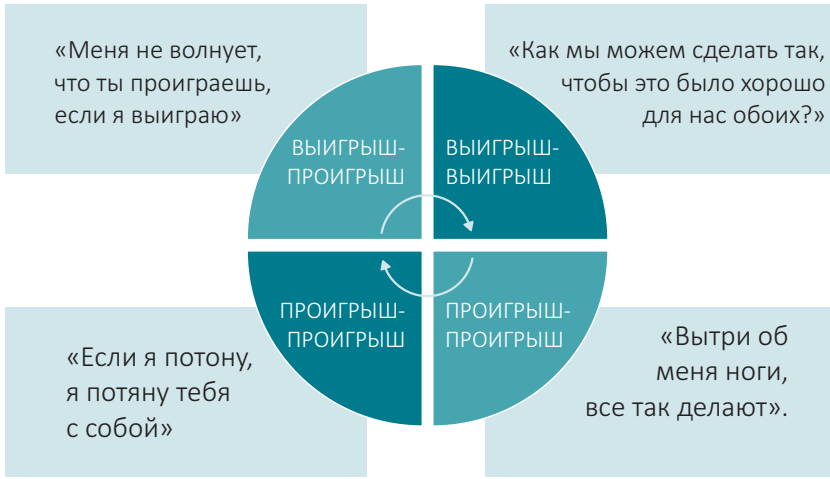 «Меня не волнует,
что ты проиграешь,
если я выиграю»
«Как мы можем сделать так,
чтобы это было хорошо
для нас обоих?»
ВЫИГРЫШ-
ПРОИГРЫШ
ВЫИГРЫШ-
ВЫИГРЫШ
ПРОИГРЫШ-
ПРОИГРЫШ
ПРОИГРЫШ-
ПРОИГРЫШ
«Если я потону,
я потяну тебя
с собой»
«Вытри об
меня ноги,
все так делают».